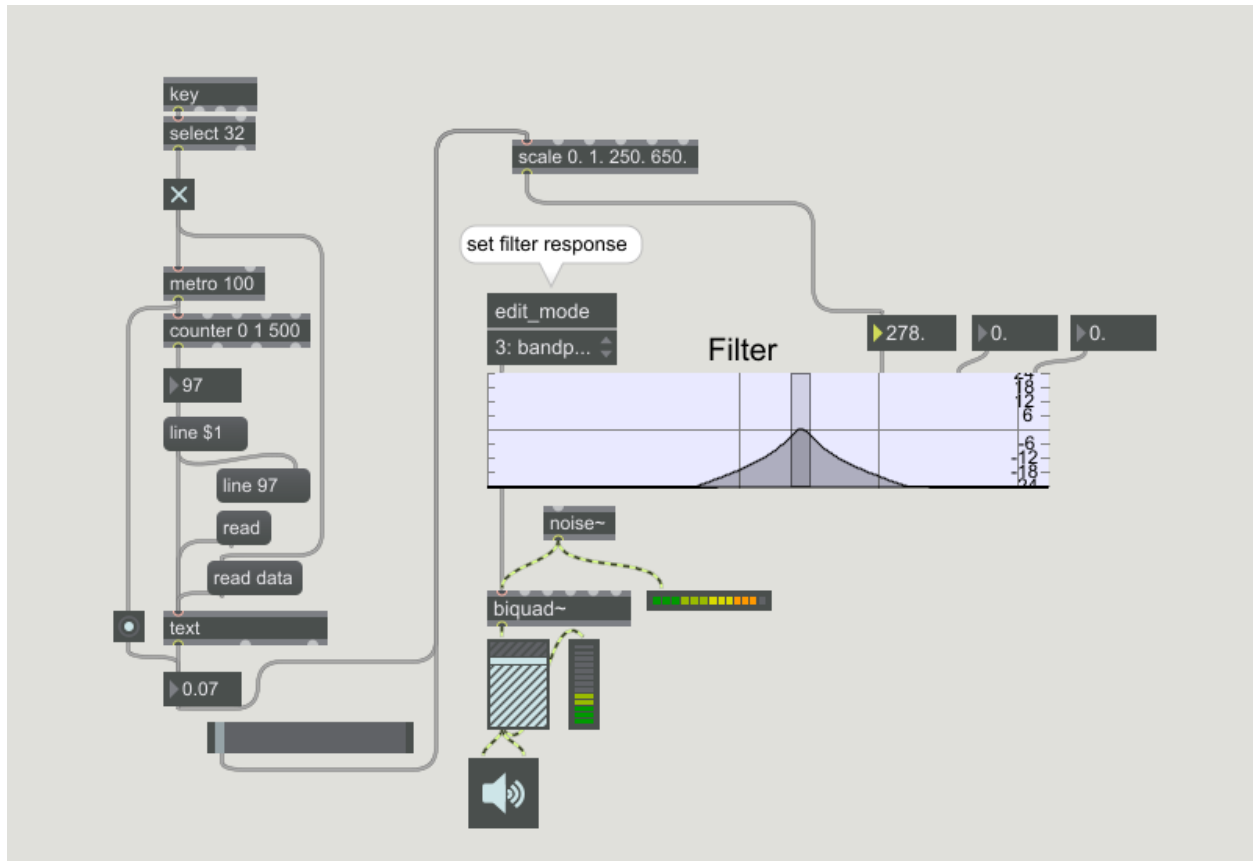 key
select 32
metro 100
counter 0 1 500
97
line $1
line 97
read
read data
text
0.07
scale 0. 1. 250. 650.
set filter response
edit_mode
3: bandp...
Filter
278.
0.
0.
24
18
12
6
-6
-12
-18
-24
noise~
biquad~